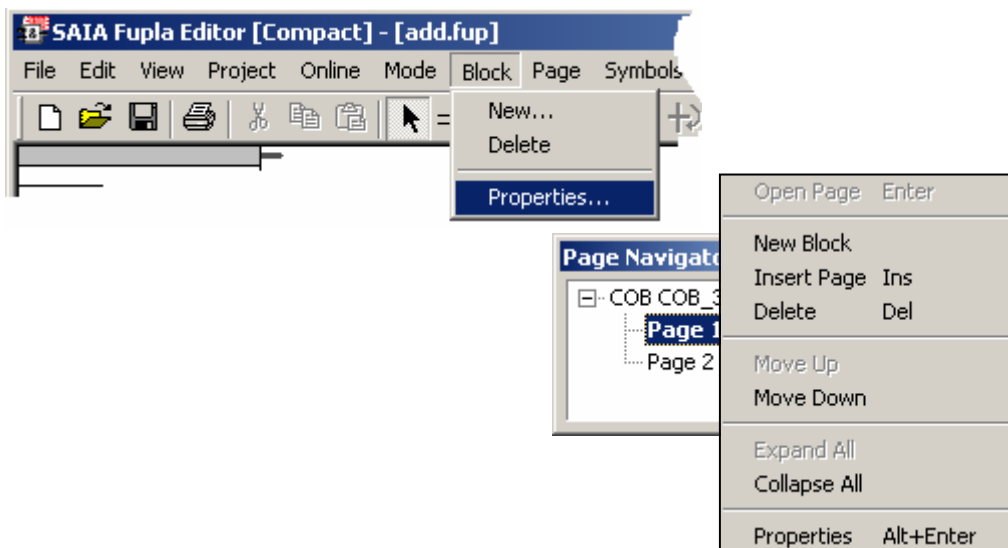 SAIA Fupla Editor [Compact] - [add.fup]
File Edit View Project Online Mode Block Page Symbols
New...
Delete
Properties...
Page Navigato
COB COB_3
Page 1
Page 2
Open Page Enter
New Block
Insert Page Ins
Delete Del
Move Up
Move Down
Expand All
Collapse All
Properties Alt+Enter